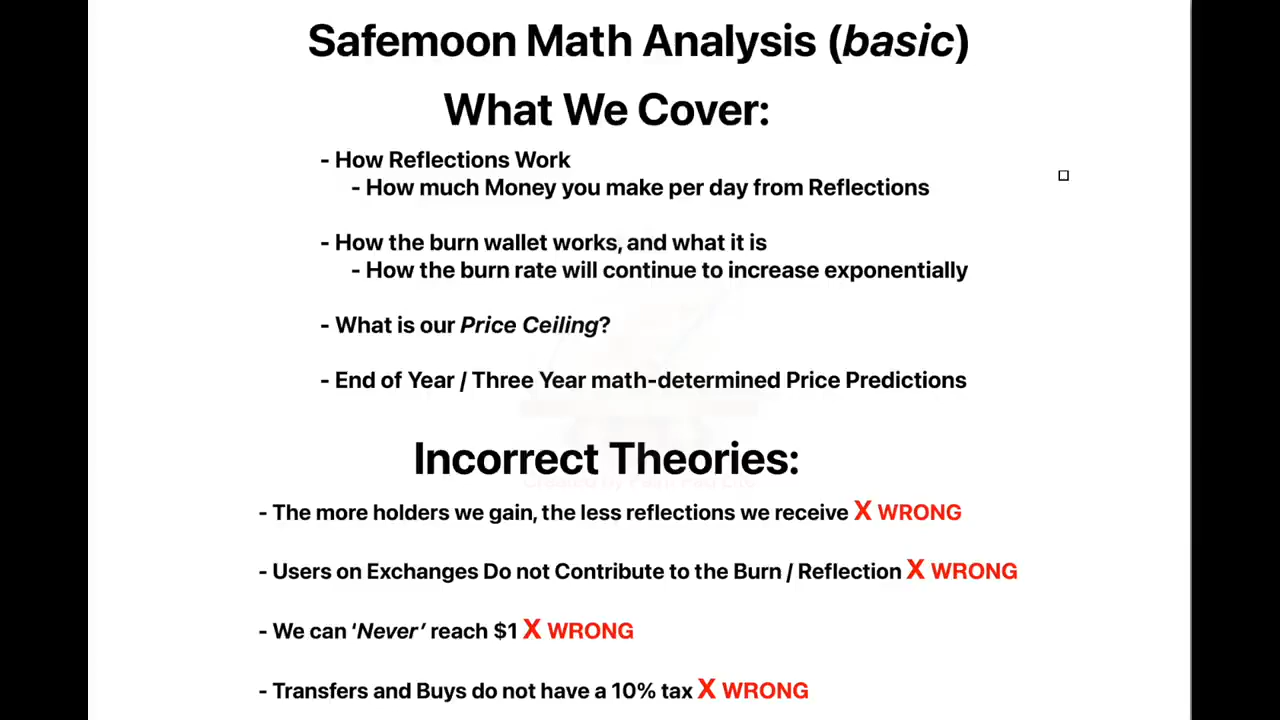 Safemoon Math Analysis (basic)
What We Cover:
- How Reflections Work
- How much Money you make per day from Reflections
- How the burn wallet works, and what it is
- How the burn rate will continue to increase exponentially
- What is our Price Ceiling?
- End of Year / Three Year math-determined Price Predictions
Incorrect Theories:
- The more holders we gain, the less reflections we receive X WRONG
- Users on Exchanges Do not Contribute to the Burn / Reflection X WRONG
- We can ‘Never’ reach $1 X WRONG
- Transfers and Buys do not have a 10% tax X WRONG